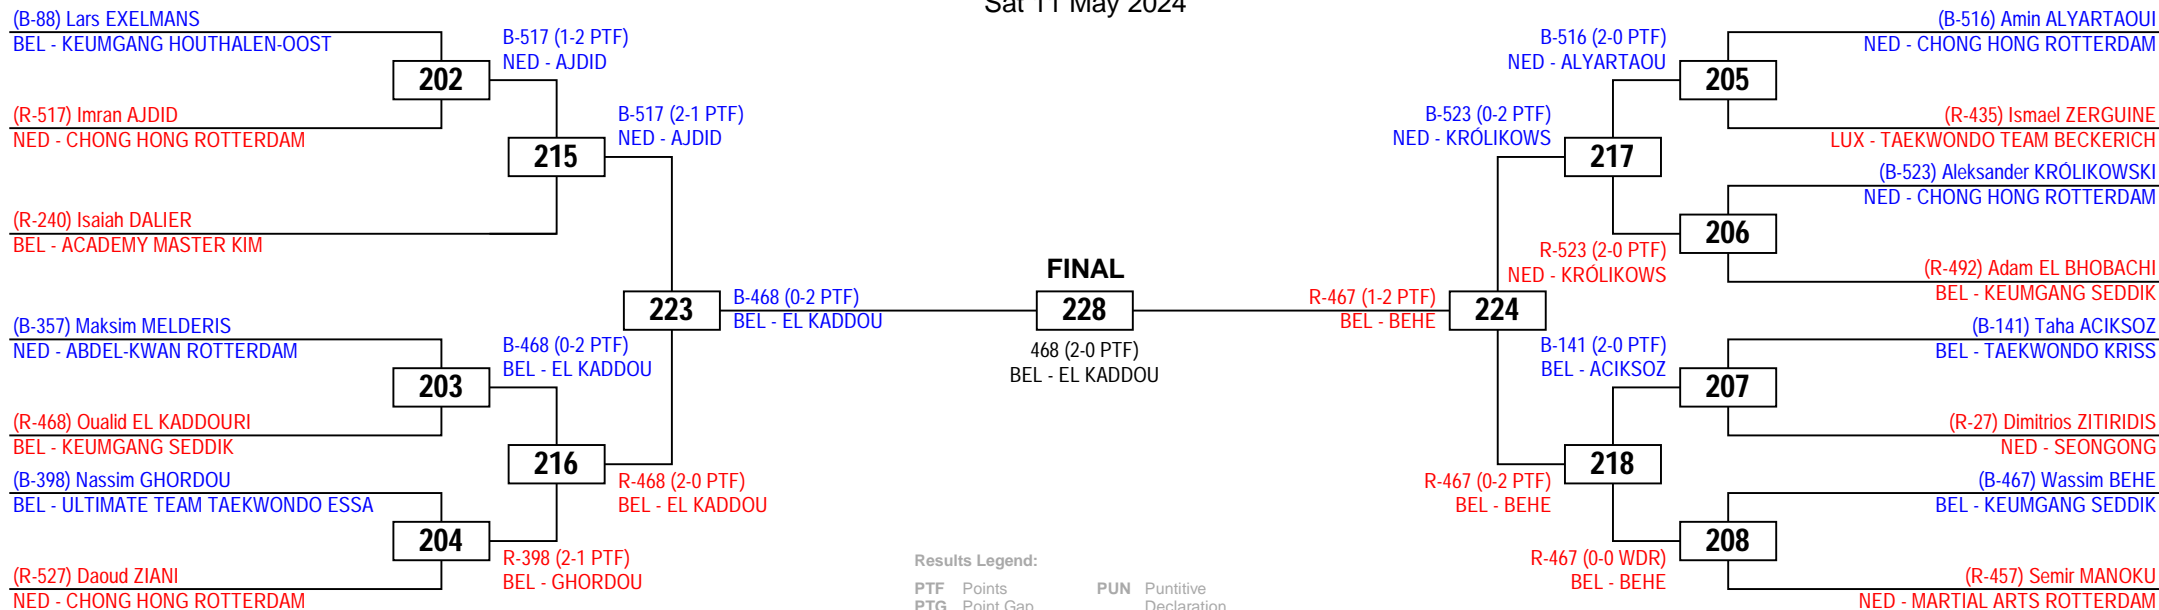 Sat 11 May 2024
(B-88) Lars EXELMANS
BEL - KEUMGANG HOUTHALEN-OOST
202
(R-517) Imran AJDID
NED - CHONG HONG ROTTERDAM
B-517 (1-2 PTF)
NED - AJDID
215
(R-240) Isaiah DALIER
BEL - ACADEMY MASTER KIM
B-517 (2-1 PTF)
NED - AJDID
223
(B-357) Maksim MELDERIS
NED - ABDEL-KWAN ROTTERDAM
203
(R-468) Oualid EL KADDOURI
BEL - KEUMGANG SEDDIK
B-468 (0-2 PTF)
BEL - EL KADDOU
216
(B-398) Nassim GHORDOU
BEL - ULTIMATE TEAM TAEKWONDO ESSA
204
(R-527) Daoud ZIANI
NED - CHONG HONG ROTTERDAM
R-398 (2-1 PTF)
BEL - GHORDOU
R-468 (2-0 PTF)
BEL - EL KADDOU
B-468 (0-2 PTF)
BEL - EL KADDOU
FINAL
228
468 (2-0 PTF)
BEL - EL KADDOU
R-467 (1-2 PTF)
BEL - BEHE
224
B-523 (0-2 PTF)
NED - KRÓLIKOWS
217
B-516 (2-0 PTF)
NED - ALYARTAOU
205
(B-516) Amin ALYARTAOUI
NED - CHONG HONG ROTTERDAM
(R-435) Ismael ZERGUINE
LUX - TAEKWONDO TEAM BECKERICH
(B-523) Aleksander KRÓLIKOWSKI
NED - CHONG HONG ROTTERDAM
206
R-523 (2-0 PTF)
NED - KRÓLIKOWS
(R-492) Adam EL BHOBACHI
BEL - KEUMGANG SEDDIK
(B-141) Taha ACIKSOZ
BEL - TAEKWONDO KRISS
B-141 (2-0 PTF)
BEL - ACIKSOZ
207
(R-27) Dimitrios ZITIRIDIS
NED - SEONGONG
218
R-467 (0-2 PTF)
BEL - BEHE
(B-467) Wassim BEHE
BEL - KEUMGANG SEDDIK
208
R-467 (0-0 WDR)
BEL - BEHE
(R-457) Semir MANOKU
NED - MARTIAL ARTS ROTTERDAM
Results Legend:
PTF Points PUN Puntitive
PTG Point Gap Declaration